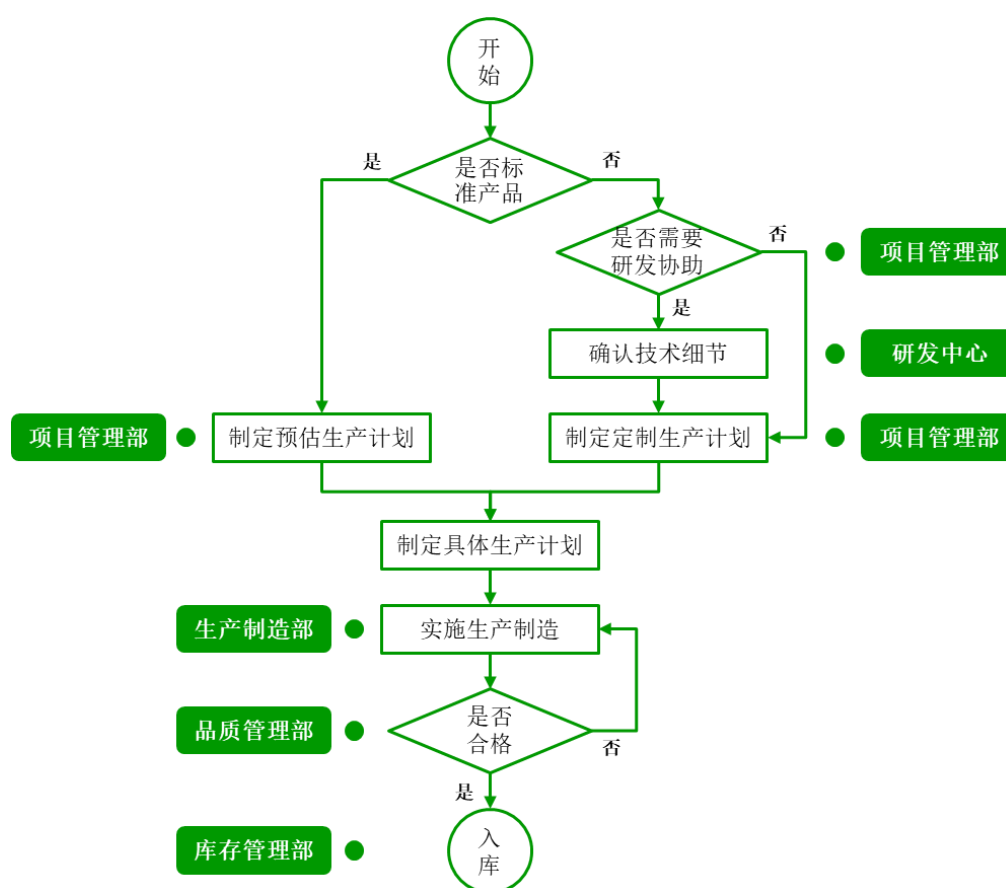 开
始
是
是否标
准产品
否
是否需要
研发协助
否
项目管理部
是
确认技术细节
研发中心
项目管理部
制定预估生产计划
制定定制生产计划
项目管理部
制定具体生产计划
生产制造部
实施生产制造
品质管理部
是否
合格
否
是
库存管理部
入
库